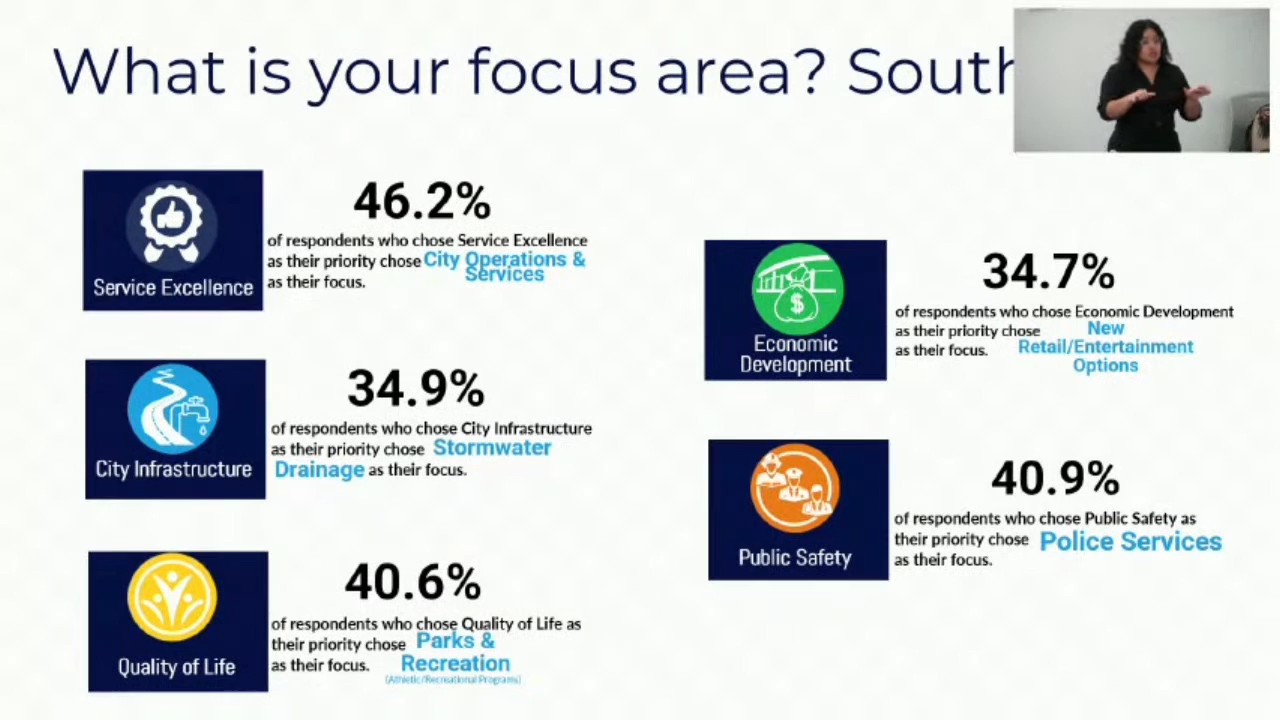 What is your focus area? South
46.2%
of respondents who chose Service Excellence
as their priority chose City Operations &
Services
as their focus.
Service Excellence
34.9%
of respondents who chose City Infrastructure
as their priority chose Stormwater
Drainage as their focus.
City Infrastructure
40.6%
of respondents who chose Quality of Life as
their priority chose Parks &
as their focus. Recreation
(Athletic/Recreational Programs)
Quality of Life
34.7%
of respondents who chose Economic Development
as their priority chose New
as their focus. Retail/Entertainment
Options
Economic
Development
40.9%
of respondents who chose Public Safety as
their priority chose Police Services
as their focus.
Public Safety